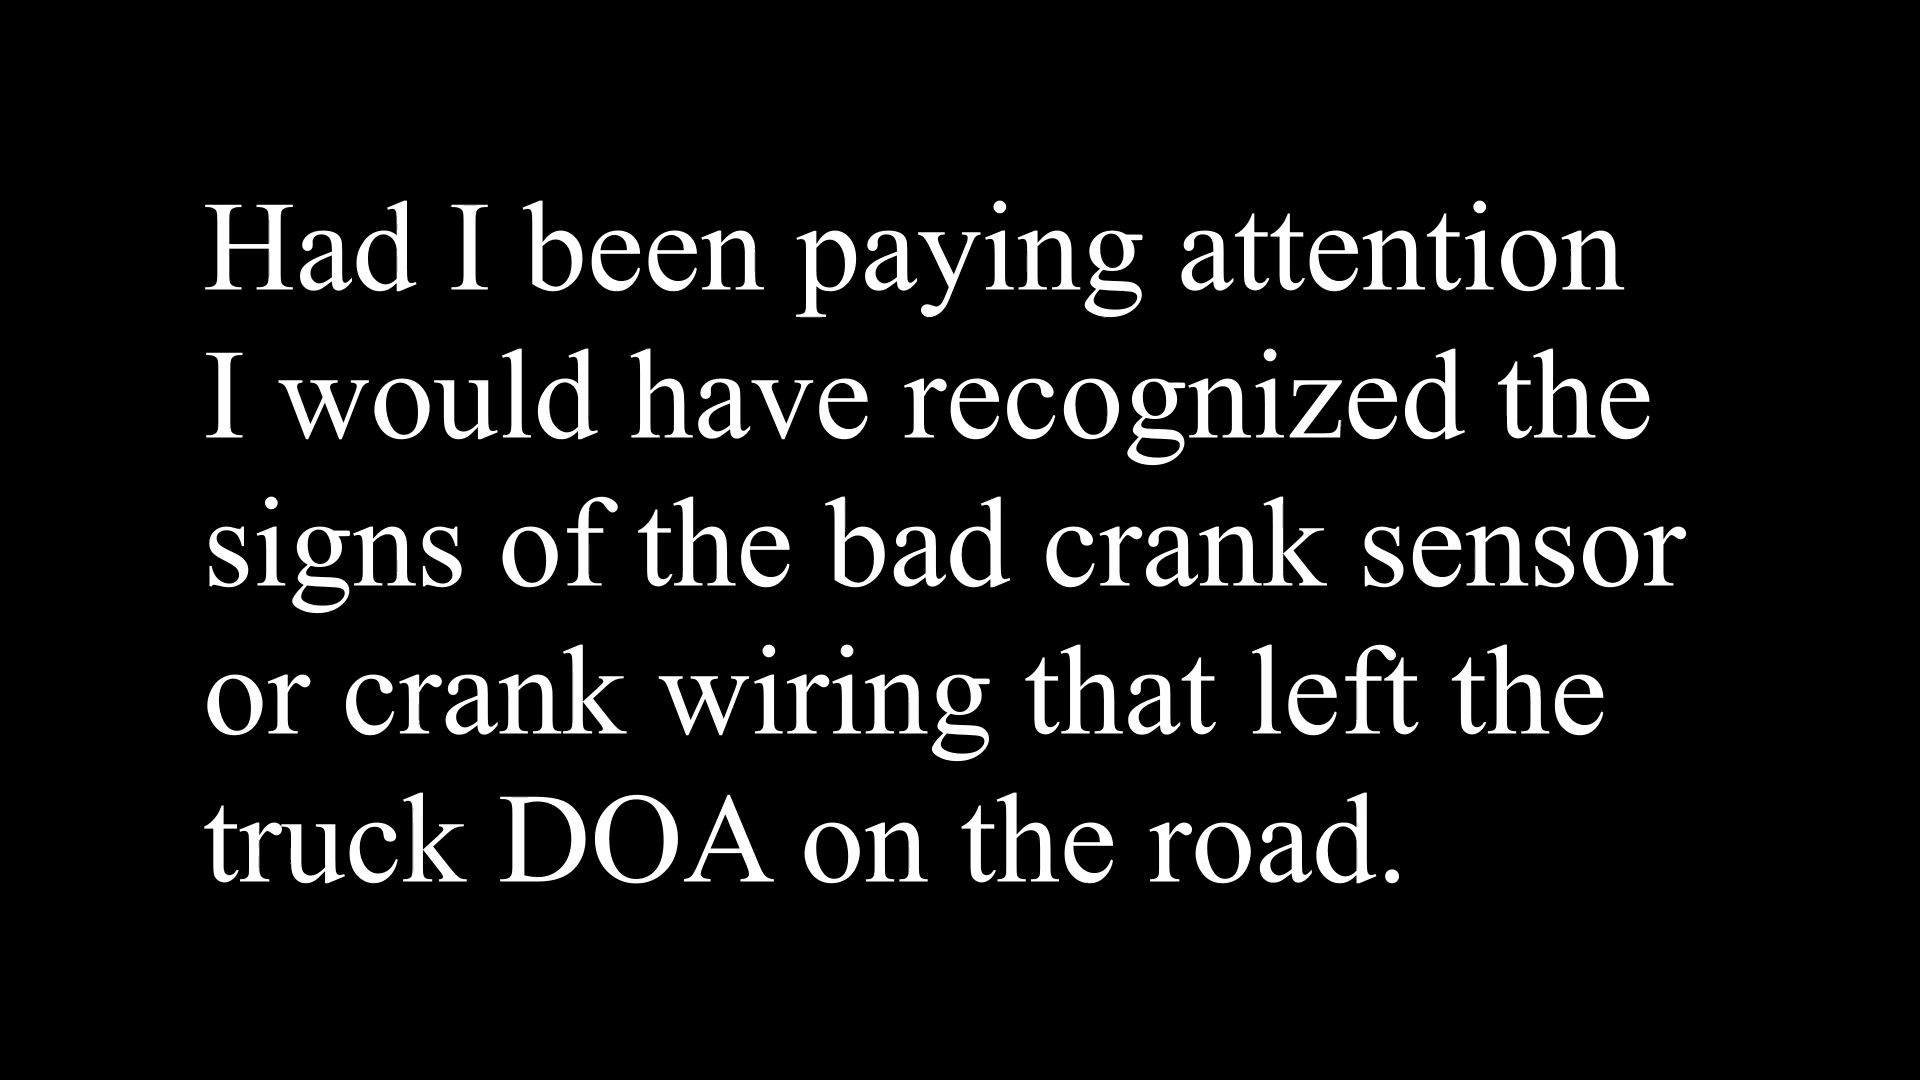 Had I been paying attention
I would have recognized the
signs of the bad crank sensor
or crank wiring that left the
truck DOA on the road.